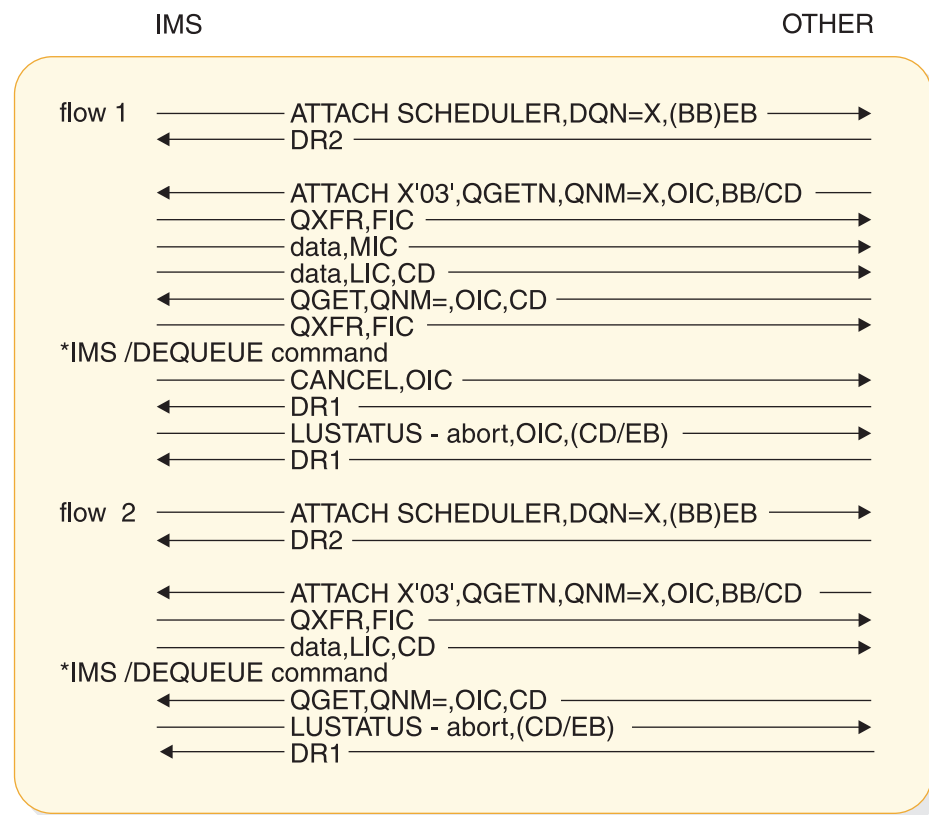 IMS OTHER
flow 1 ATTACH SCHEDULER,DQN=X,(BB)EB
DR2
ATTACH X'03',QGETN,QNM=X,OIC,BB/CD
QXFR,FIC
data,MIC
data,LIC,CD
QGET,QNM=,OIC,CD
QXFR,FIC
*IMS /DEQUEUE command
CANCEL,OIC
DR1
LUSTATUS - abort,OIC,(CD/EB)
DR1
flow 2 ATTACH SCHEDULER,DQN=X,(BB)EB
DR2
ATTACH X'03',QGETN,QNM=X,OIC,BB/CD
QXFR,FIC
data,LIC,CD
*IMS /DEQUEUE command
QGET,QNM=,OIC,CD
LUSTATUS - abort,(CD/EB)
DR1